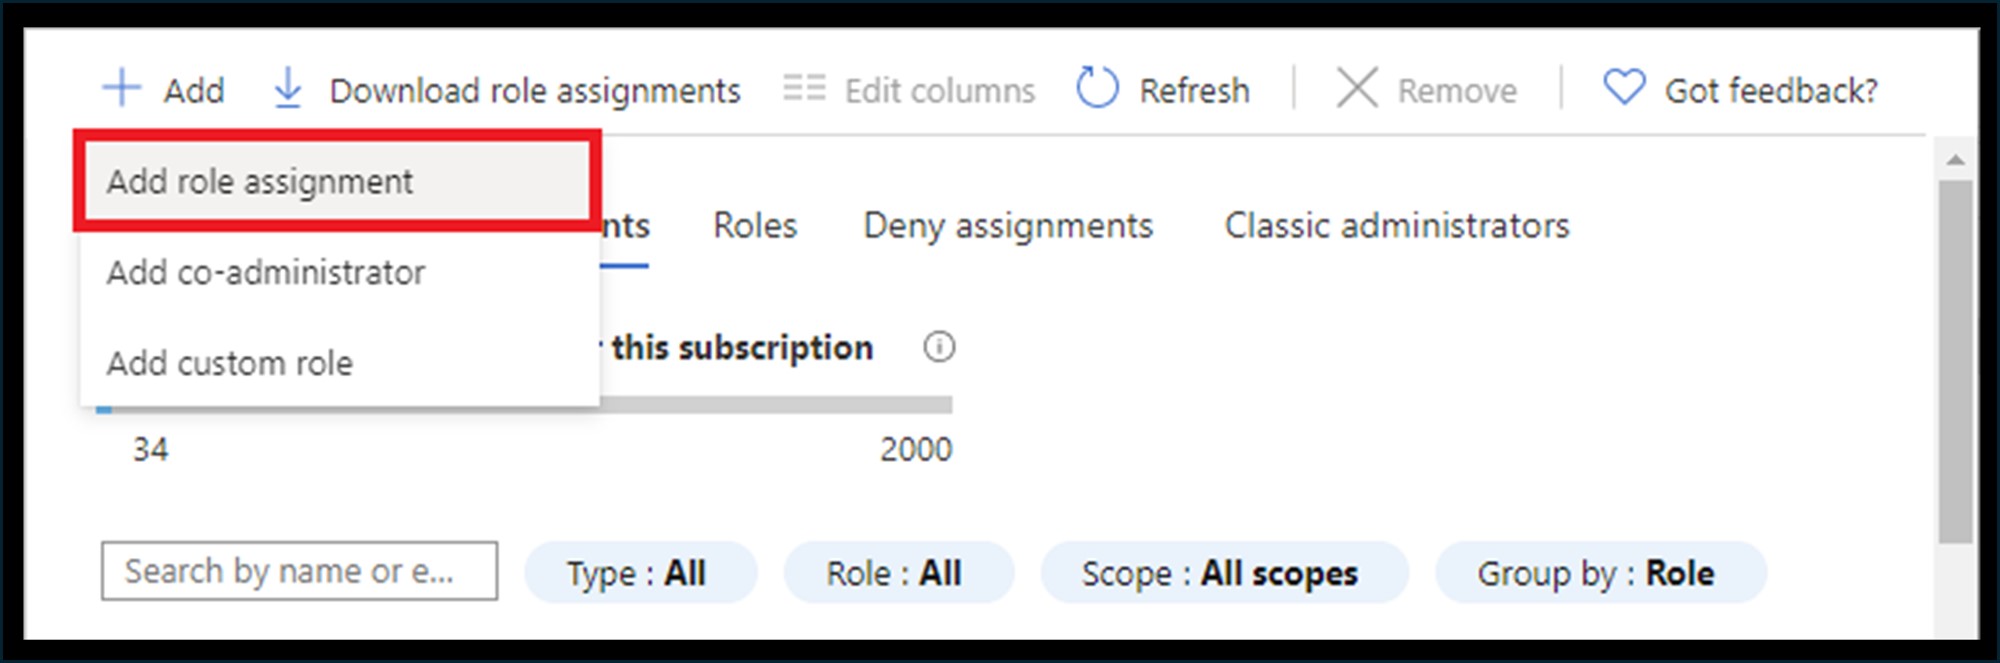 Add Download role assignments Edit columns Refresh Remove Got feedback?
Add role assignment
nts Roles Deny assignments Classic administrators
Add co-administrator
this subscription
Add custom role
34 2000
Search by name or e... Type : All Role : All Scope : All scopes Group by : Role